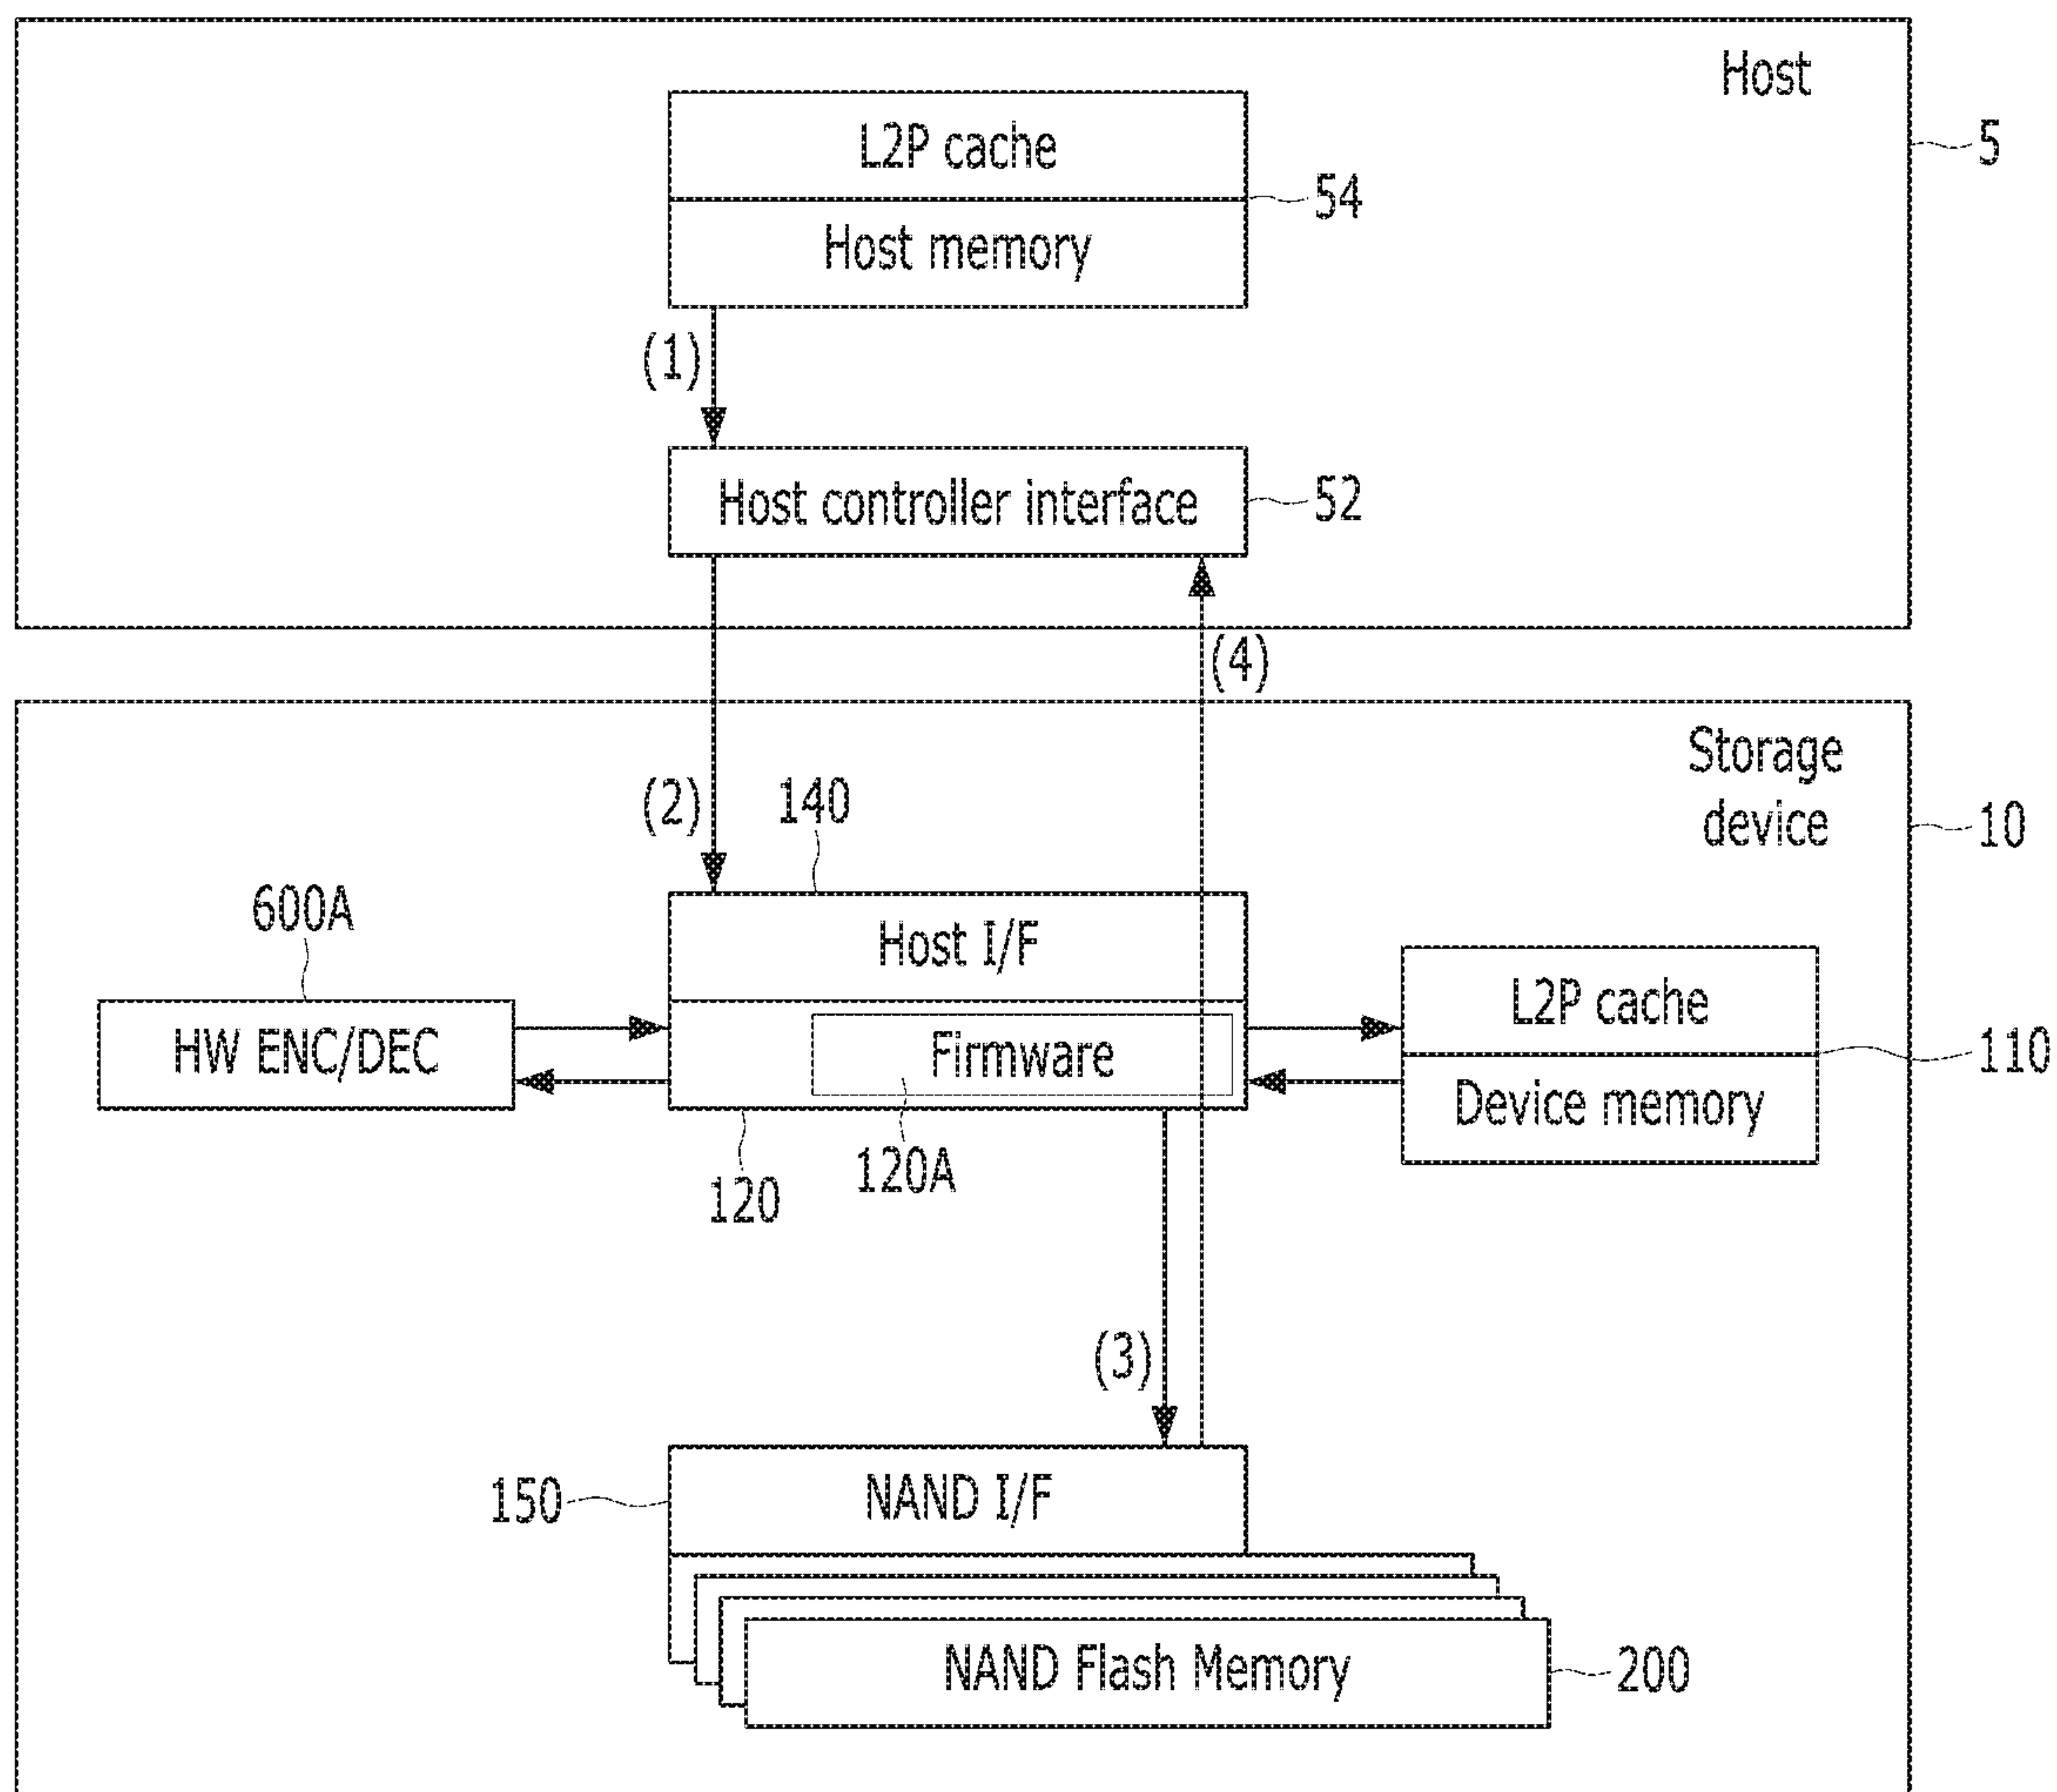 Host
5
L2P cache
54
Host memory
(1)
Host controller interface
52
(4)
Storage
device
10
(2)
140
600A
Host I/F
HW ENC/DEC
Firmware
L2P cache
110
Device memory
120
120A
(3)
150
NAND I/F
NAND Flash Memory
200